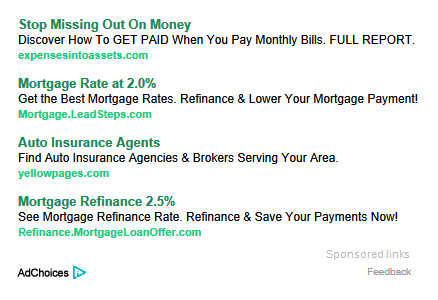 Stop Missing Out On Money
Discover How To GET PAID When You Pay Monthly Bills. FULL REPORT.
expensesintoassets.com
Mortgage Rate at 2.0%
Get the Best Mortgage Rates. Refinance & Lower Your Mortgage Payment!
Mortgage.LeadSteps.com
Auto Insurance Agents
Find Auto Insurance Agencies & Brokers Serving Your Area.
yellowpages.com
Mortgage Refinance 2.5%
See Mortgage Refinance Rate. Refinance & Save Your Payments Now!
Refinance.MortgageLoanOffer.com
Sponsored links
AdChoices
Feedback